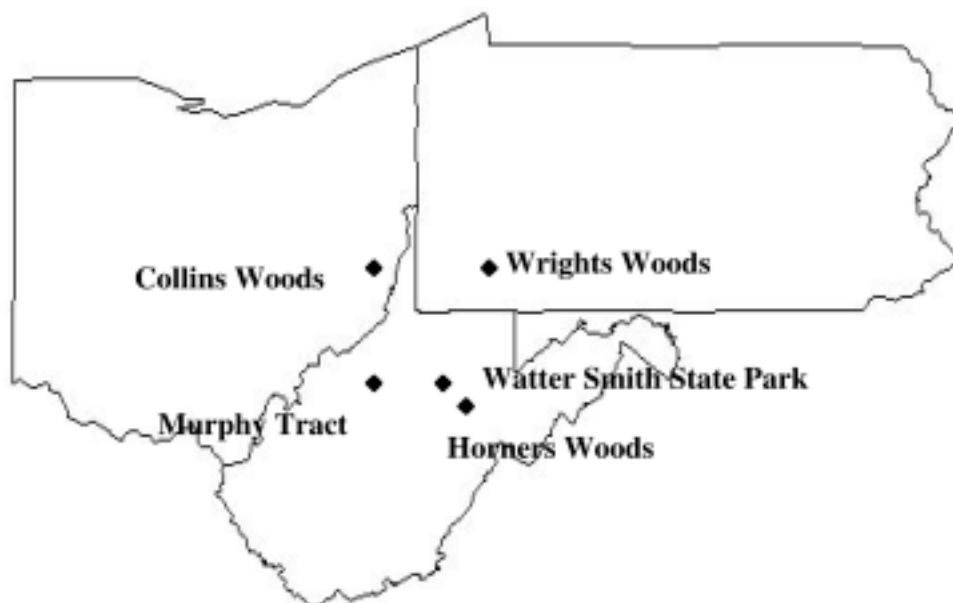 Wrights Woods
Collins Woods
Watter Smith State Park
Murphy Tract
Horners Woods